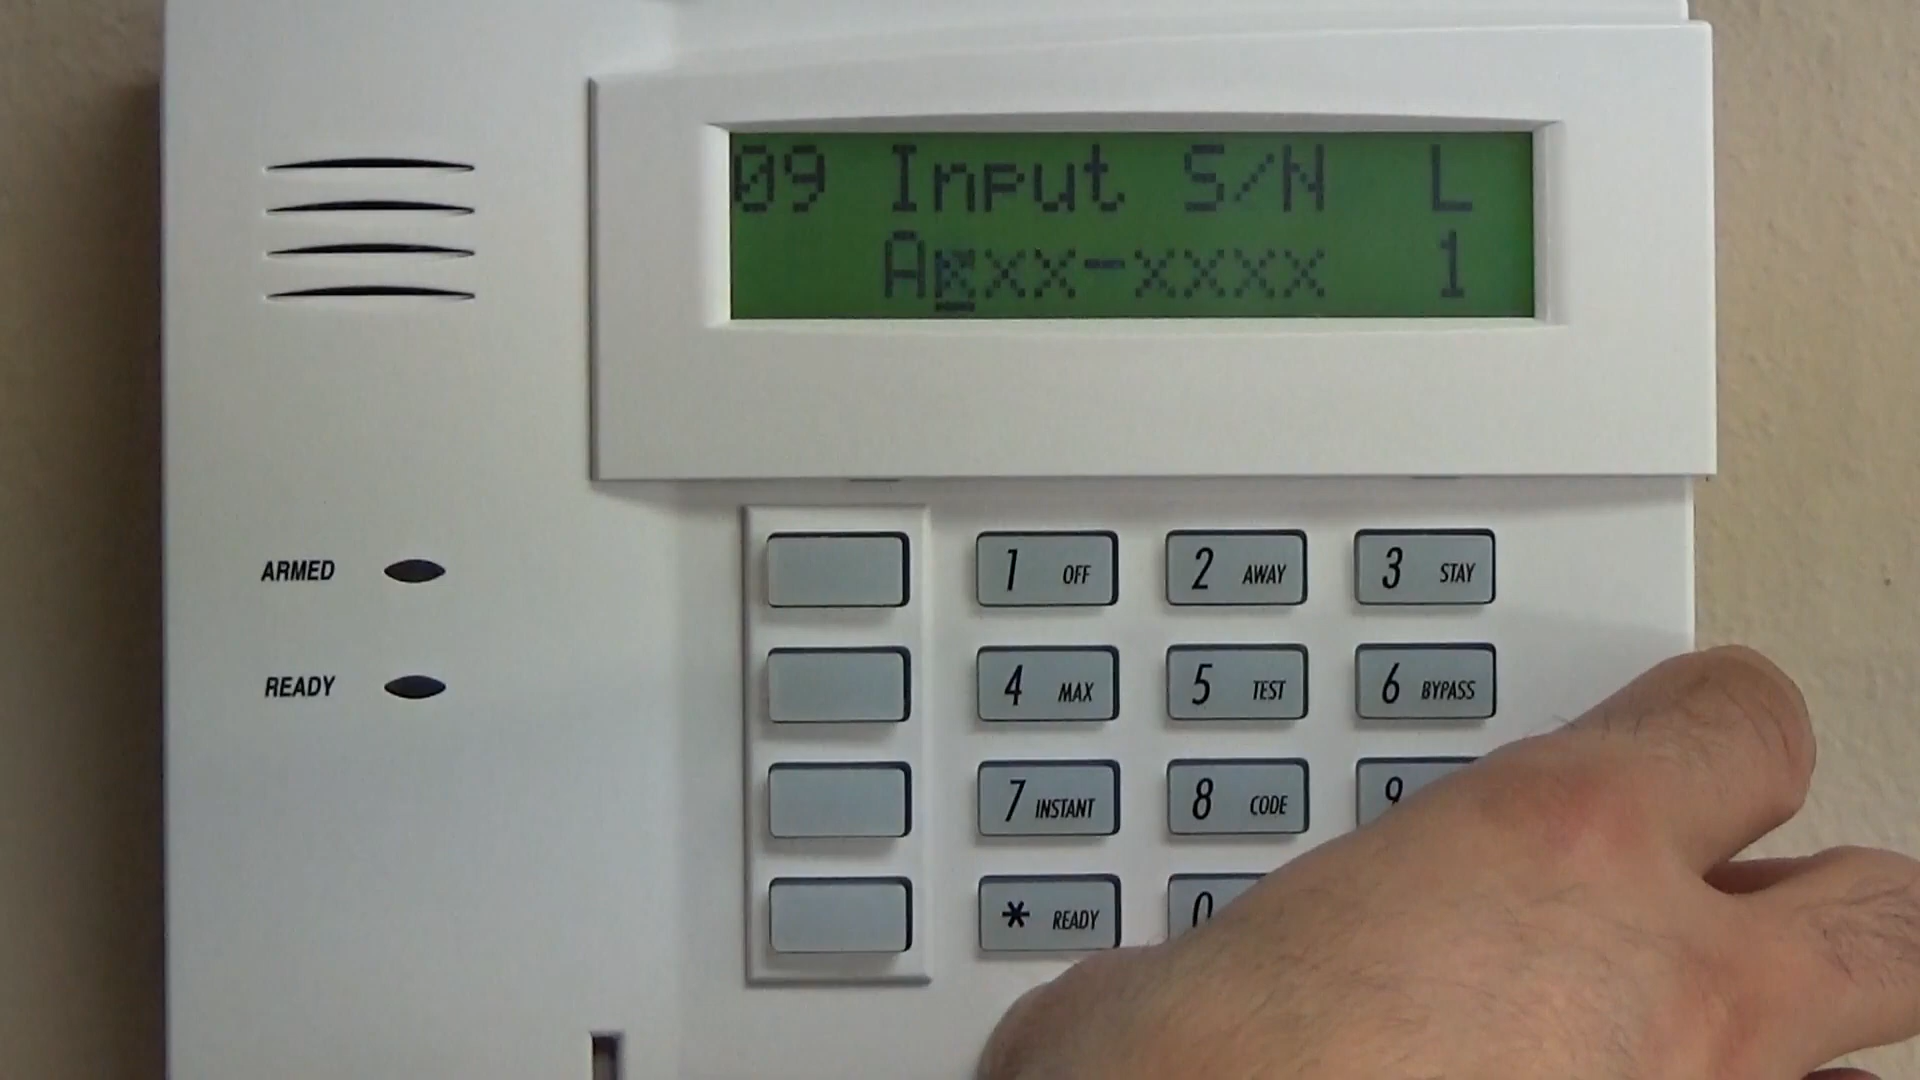 09 Input S/N L
Axxx-xxxx 1
ARMED
READY
1 OFF
2 AWAY
3 STAY
4 MAX
5 TEST
6 BYPASS
7 INSTANT
8 CODE
9
* READY
0